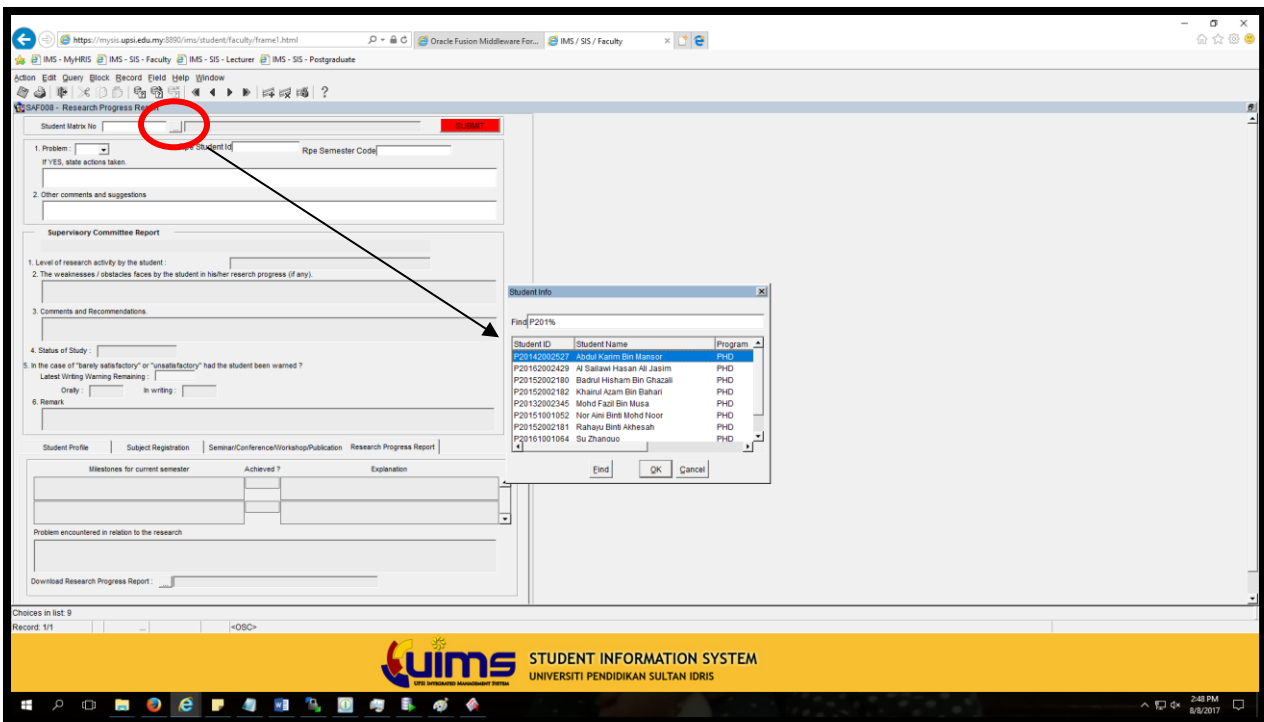 https://mysis.upsi.edu.my:8890/ims/student/faculty/frame1.html
Oracle Fusion Middleware For...
IMS / SIS / Faculty
IMS - MyHRIS IMS - SIS - Faculty IMS - SIS - Lecturer IMS - SIS - Postgraduate
Action Edit Query Block Record Field Help Window
SAF008 - Research Progress Report
Student Matrix No ... SUBMIT
1. Problem : Student Id Rpe Semester Code
If YES, state actions taken.
2. Other comments and suggestions
Supervisory Committee Report
1. Level of research activity by the student :
2. The weaknesses / obstacles faces by the student in his/her reserch progress (if any).
3. Comments and Recommendations.
4. Status of Study :
5. In the case of "barely satisfactory" or "unsatisfactory" had the student been warned ?
Latest Writing Warning Remaining :
Orally : In writing :
6. Remark
Student Profile Subject Registration Seminar/Conference/Workshop/Publication Research Progress Report
Milestones for current semester Achieved ? Explanation
Problem encountered in relation to the research
Download Research Progress Report : ...
Student Info
Find P201%
Student ID Student Name Program
P20142002527 Abdul Karim Bin Mansor PHD
P20162002429 Al Sailawi Hasan Ali Jasim PHD
P20152002180 Badrul Hisham Bin Ghazali PHD
P20152002182 Khairul Azam Bin Bahari PHD
P20132002345 Mohd Fazil Bin Musa PHD
P20151001052 Nor Aini Binti Mohd Noor PHD
P20152002181 Rahayu Binti Akhesah PHD
P20161001064 Su Zhanguo PHD
Find OK Cancel
Choices in list: 9
Record: 1/1 ... <OSC>
uims
UPSI INTEGRATED MANAGEMENT SYSTEM
STUDENT INFORMATION SYSTEM
UNIVERSITI PENDIDIKAN SULTAN IDRIS
2:48 PM
8/8/2017